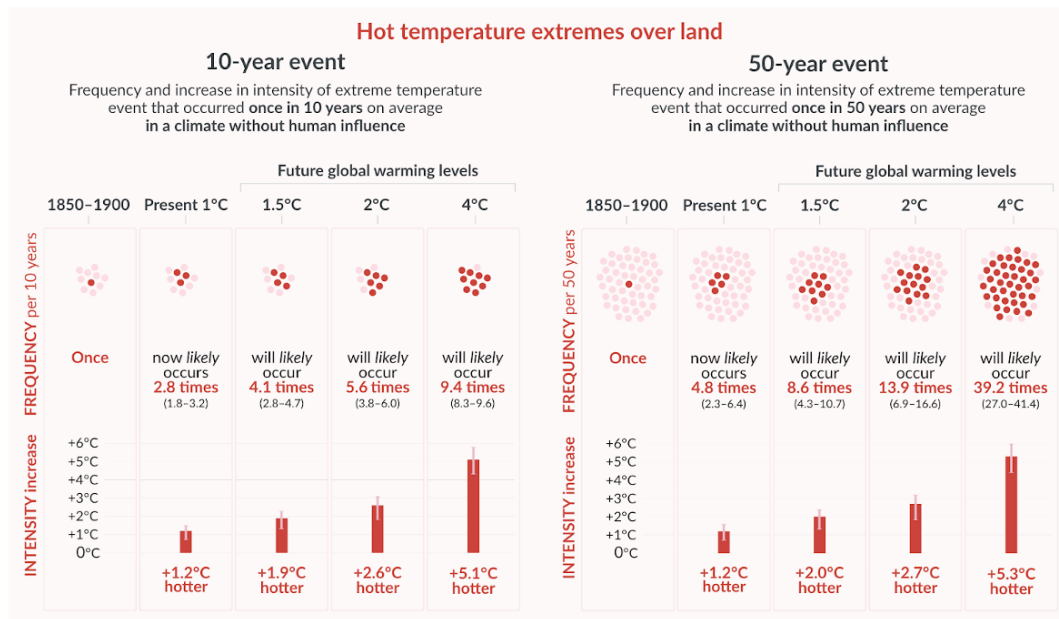 Hot temperature extremes over land
10-year event
Frequency and increase in intensity of extreme temperature
event that occurred once in 10 years on average
in a climate without human influence
Future global warming levels
1850–1900 Present 1°C 1.5°C 2°C 4°C
FREQUENCY per 10 years
Once
now likely
occurs
2.8 times
(1.8–3.2)
will likely
occur
4.1 times
(2.8–4.7)
will likely
occur
5.6 times
(3.8–6.0)
will likely
occur
9.4 times
(8.3–9.6)
INTENSITY increase
+6°C
+5°C
+4°C
+3°C
+2°C
+1°C
0°C
+1.2°C
hotter
+1.9°C
hotter
+2.6°C
hotter
+5.1°C
hotter
50-year event
Frequency and increase in intensity of extreme temperature
event that occurred once in 50 years on average
in a climate without human influence
Future global warming levels
1850–1900 Present 1°C 1.5°C 2°C 4°C
FREQUENCY per 50 years
Once
now likely
occurs
4.8 times
(2.3–6.4)
will likely
occur
8.6 times
(4.3–10.7)
will likely
occur
13.9 times
(6.9–16.6)
will likely
occur
39.2 times
(27.0–41.4)
INTENSITY increase
+6°C
+5°C
+4°C
+3°C
+2°C
+1°C
0°C
+1.2°C
hotter
+2.0°C
hotter
+2.7°C
hotter
+5.3°C
hotter